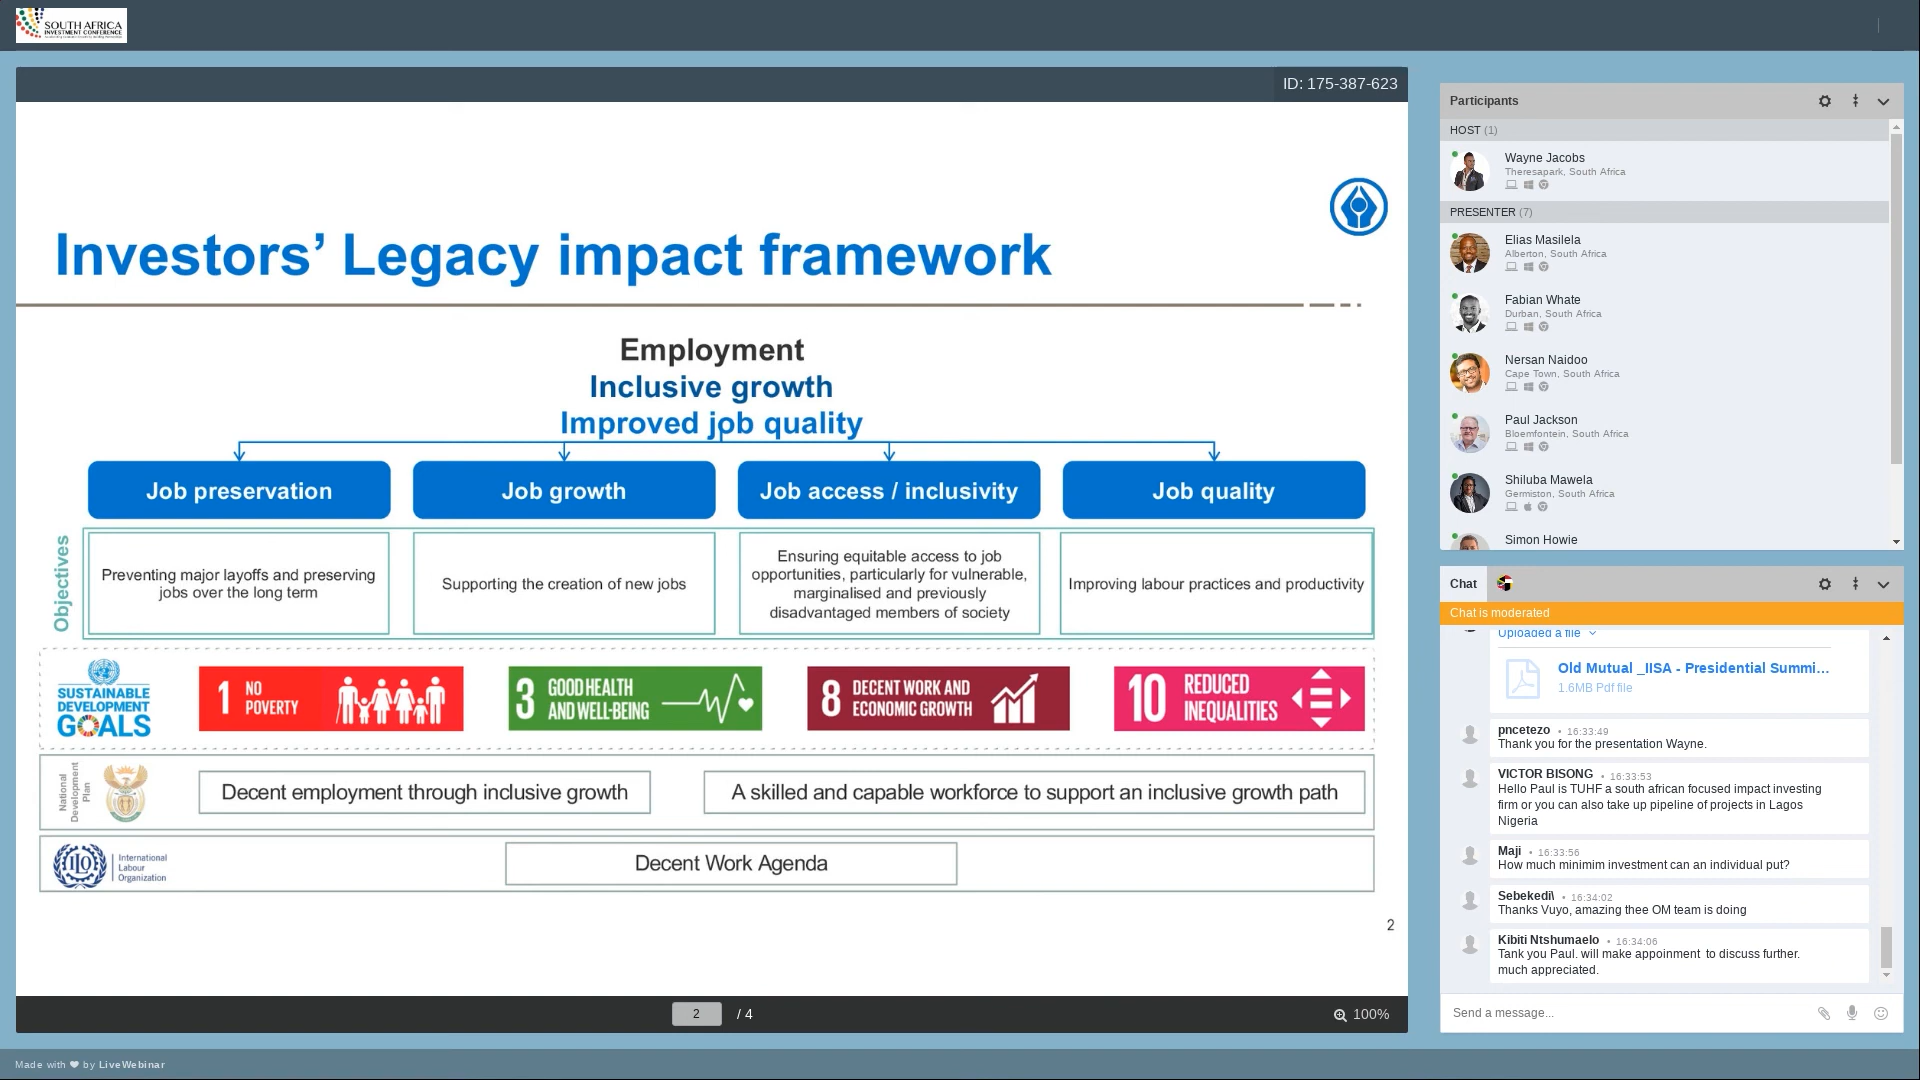 SOUTH AFRICA
INVESTMENT CONFERENCE
ID: 175-387-623
Investors’ Legacy impact framework
Employment
Inclusive growth
Improved job quality
Job preservation
Job growth
Job access / inclusivity
Job quality
Objectives
Preventing major layoffs and preserving
jobs over the long term
Supporting the creation of new jobs
Ensuring equitable access to job
opportunities, particularly for vulnerable,
marginalised and previously
disadvantaged members of society
Improving labour practices and productivity
SUSTAINABLE
DEVELOPMENT
GOALS
1 NO
POVERTY
3 GOOD HEALTH
AND WELL-BEING
8 DECENT WORK AND
ECONOMIC GROWTH
10 REDUCED
INEQUALITIES
National
Development
Plan
Decent employment through inclusive growth
A skilled and capable workforce to support an inclusive growth path
ILO
International
Labour
Organization
Decent Work Agenda
2
2 / 4
100%
Made with by LiveWebinar
Participants
HOST (1)
Wayne Jacobs
Theresapark, South Africa
PRESENTER (7)
Elias Masilela
Alberton, South Africa
Fabian Whate
Durban, South Africa
Nersan Naidoo
Cape Town, South Africa
Paul Jackson
Bloemfontein, South Africa
Shiluba Mawela
Germiston, South Africa
Simon Howie
Chat
Chat is moderated
Uploaded a file
Old Mutual _IISA - Presidential Summi...
1.6MB Pdf file
pncetezo • 16:33:49
Thank you for the presentation Wayne.
VICTOR BISONG • 16:33:53
Hello Paul is TUHF a south african focused impact investing
firm or you can also take up pipeline of projects in Lagos
Nigeria
Maji • 16:33:56
How much minimim investment can an individual put?
Sebekedi\ • 16:34:02
Thanks Vuyo, amazing thee OM team is doing
Kibiti Ntshumaelo • 16:34:06
Tank you Paul. will make appoinment to discuss further.
much appreciated.
Send a message...